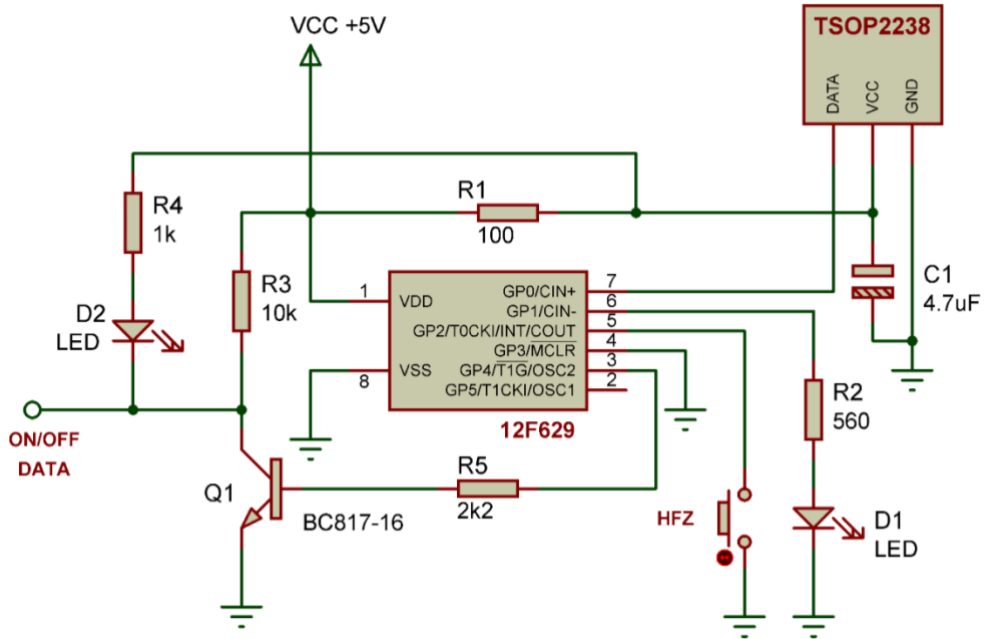 VCC +5V
TSOP2238
DATA
VCC
GND
R4
1k
R1
100
R3
10k
C1
4.7uF
D2
LED
1
VDD
8
VSS
GP0/CIN+
7
GP1/CIN-
6
GP2/T0CKI/INT/COUT
5
GP3/MCLR
4
GP4/T1G/OSC2
3
GP5/T1CKI/OSC1
2
12F629
R2
560
ON/OFF
DATA
Q1
BC817-16
R5
2k2
HFZ
D1
LED